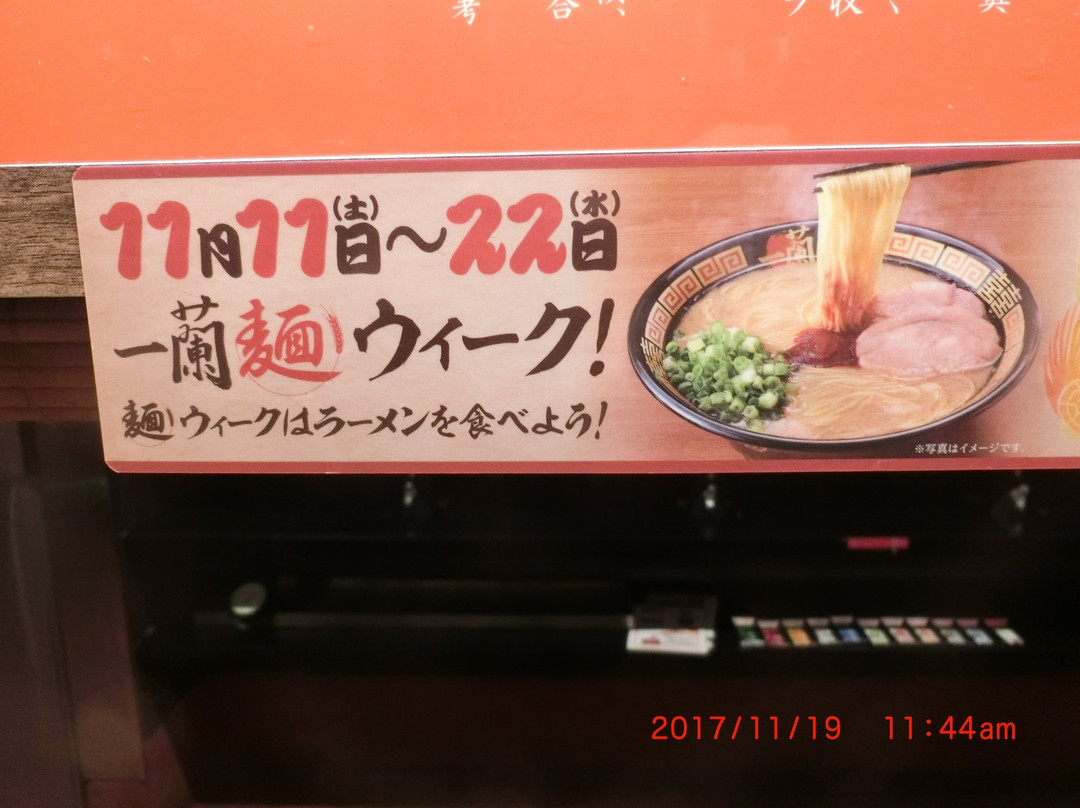 11月11日(土)～22日(水)
一蘭麺ウィーク!
麺ウィークはラーメンを食べよう!
一蘭
※写真はイメージです。
2017/11/19 11:44am